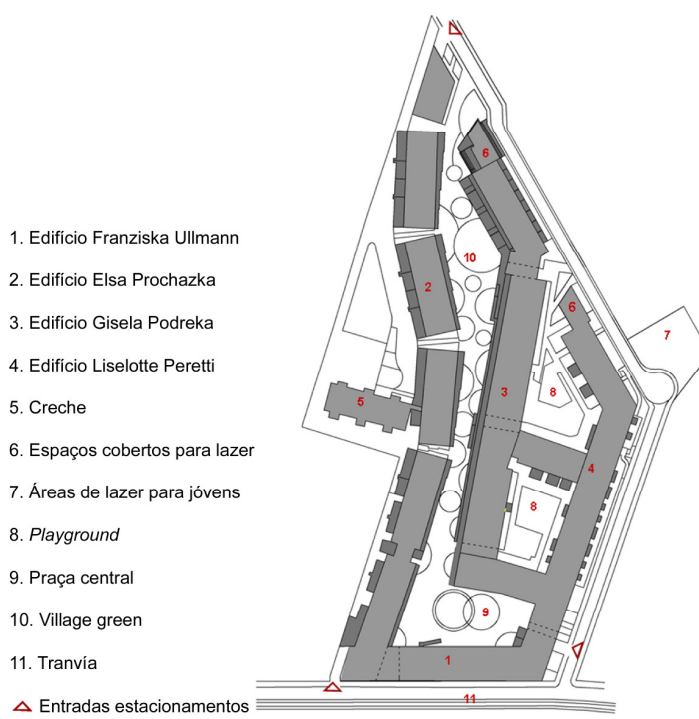 1. Edifício Franziska Ullmann
2. Edifício Elsa Prochazka
3. Edifício Gisela Podreka
4. Edifício Liselotte Peretti
5. Creche
6. Espaços cobertos para lazer
7. Áreas de lazer para jóvens
8. Playground
9. Praça central
10. Village green
11. Tranvía
Entradas estacionamentos
6
10
2
6
7
3
8
5
4
8
9
1
11